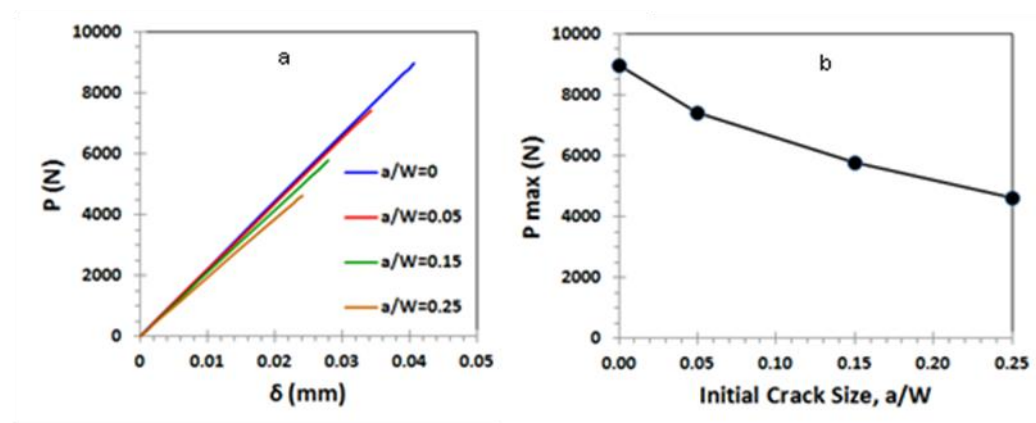 a
10000
8000
6000
4000
2000
0
P (N)
a/W=0
a/W=0.05
a/W=0.15
a/W=0.25
0 0.01 0.02 0.03 0.04 0.05
δ (mm)
b
10000
8000
6000
4000
2000
0
P max (N)
0.00 0.05 0.10 0.15 0.20 0.25
Initial Crack Size, a/W